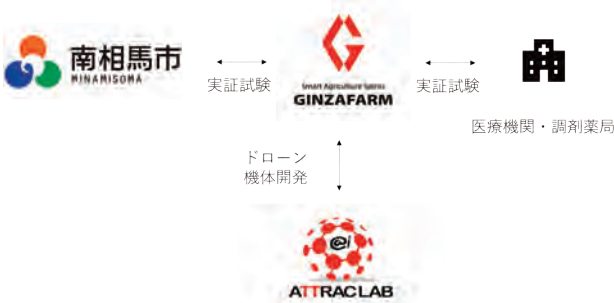 南相馬市
MINAMISOMA
実証試験
Smart Agriculture Spirits
GINZAFARM
実証試験
医療機関・調剤薬局
ドローン
機体開発
@i
ATTRACLAB